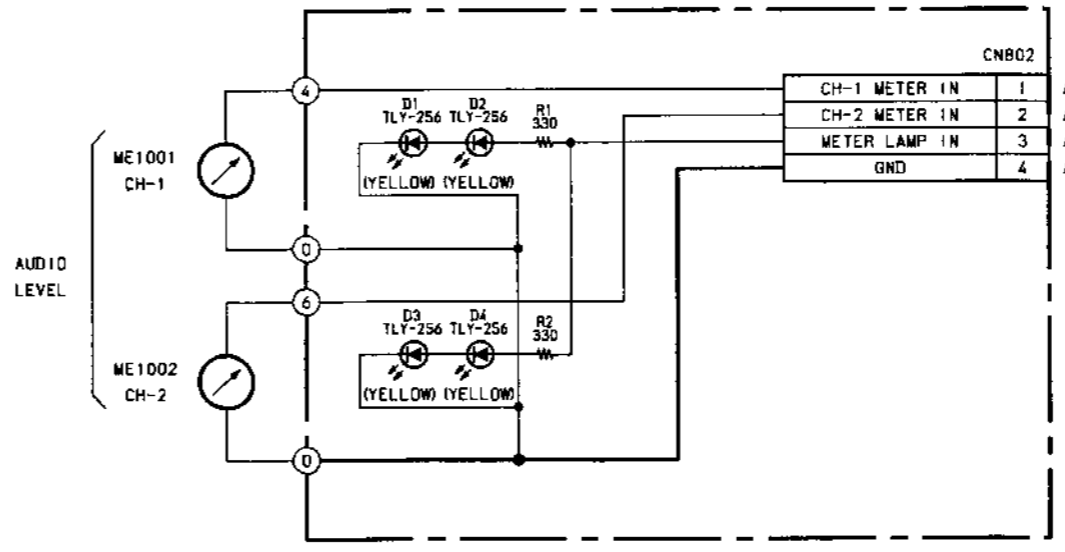 CN802
4
CH-1 METER IN 1
CH-2 METER IN 2
METER LAMP IN 3
GND 4
D1
TLY-256
D2
TLY-256
R1
330
(YELLOW) (YELLOW)
ME1001
CH-1
0
AUDIO
LEVEL
6
D3
TLY-256
D4
TLY-256
R2
330
(YELLOW) (YELLOW)
ME1002
CH-2
0